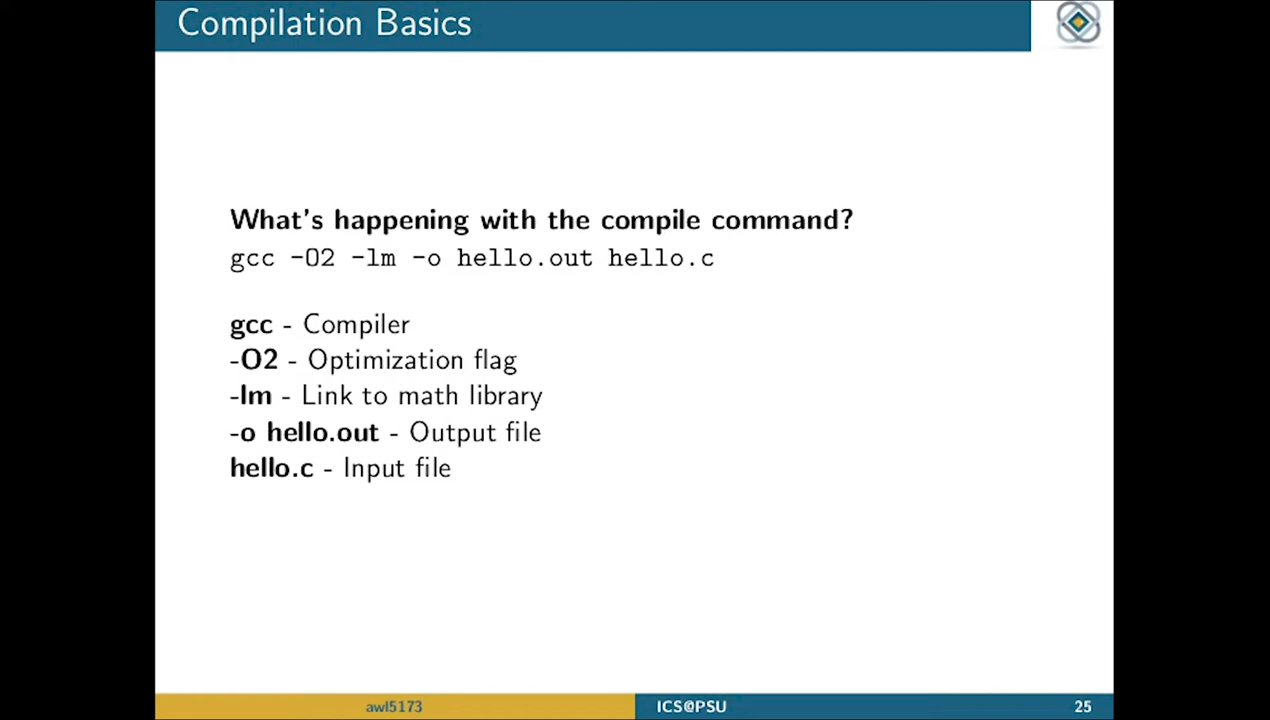 Compilation Basics
What's happening with the compile command?
gcc -O2 -lm -o hello.out hello.c
gcc - Compiler
-O2 - Optimization flag
-lm - Link to math library
-o hello.out - Output file
hello.c - Input file
awl5173 ICS@PSU 25